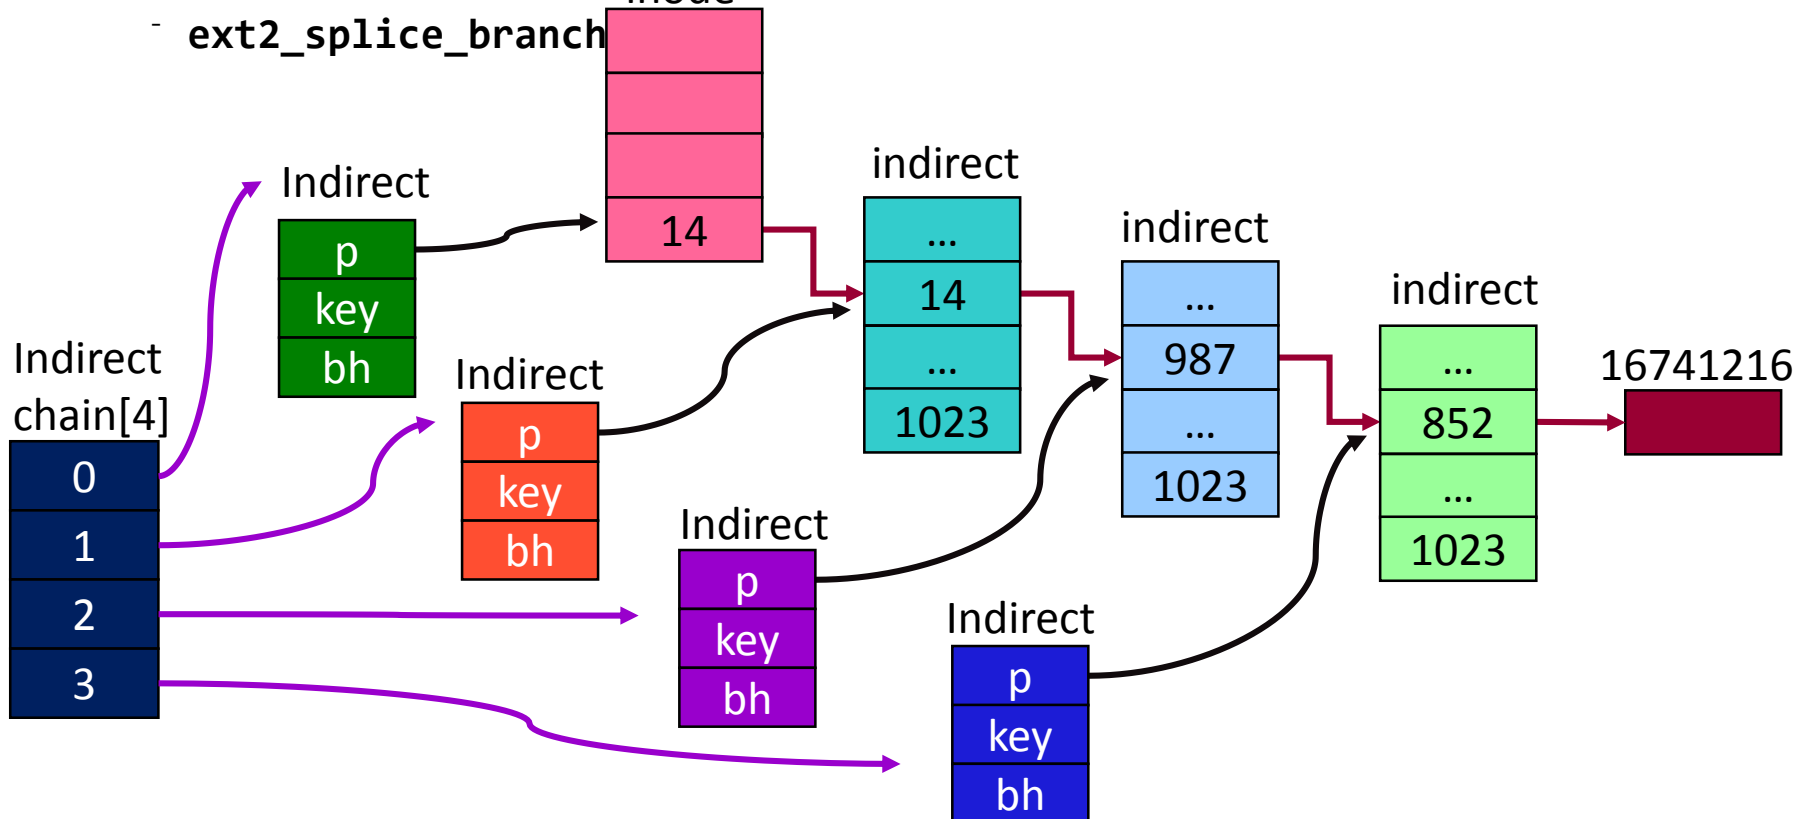 inode
- ext2_splice_branch
Indirect
p
key
bh
14
indirect
...
14
...
1023
indirect
...
987
...
1023
indirect
...
852
...
1023
16741216
Indirect
chain[4]
0
1
2
3
Indirect
p
key
bh
Indirect
p
key
bh
Indirect
p
key
bh